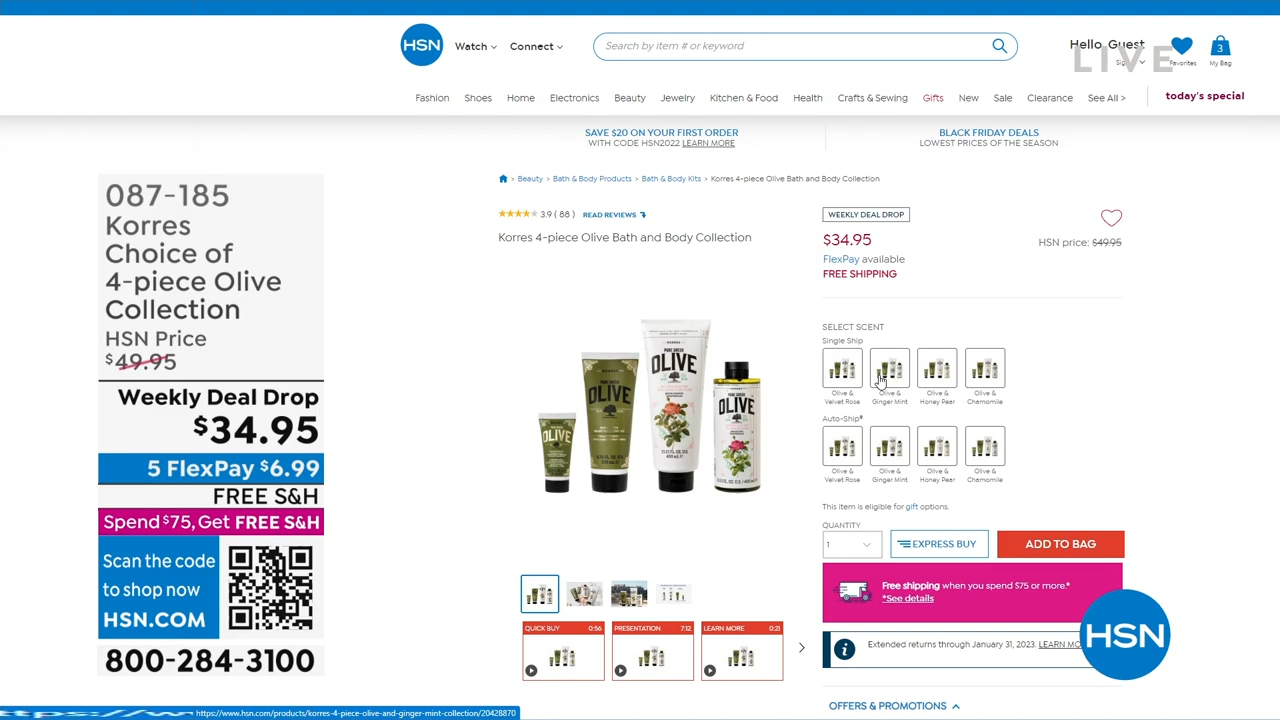 HSN
Watch
Connect
Search by item # or keyword
Hello, Guest
LIVE
Favorites
3
My Bag
Fashion
Shoes
Home
Electronics
Beauty
Jewelry
Kitchen & Food
Health
Crafts & Sewing
Gifts
New
Sale
Clearance
See All >
today's special
SAVE $20 ON YOUR FIRST ORDER
WITH CODE HSN2022 LEARN MORE
BLACK FRIDAY DEALS
LOWEST PRICES OF THE SEASON
087-185
Korres
Choice of
4-piece Olive
Collection
HSN Price
$49.95
Weekly Deal Drop
$34.95
5 FlexPay $6.99
FREE S&H
Spend $75, Get FREE S&H
Scan the code
to shop now
HSN.COM
800-284-3100
> Beauty > Bath & Body Products > Bath & Body Kits > Korres 4-piece Olive Bath and Body Collection
3.9 ( 88 ) READ REVIEWS
Korres 4-piece Olive Bath and Body Collection
OLIVE
PURE GREEK
OLIVE
KORRES
PURE GREEK
OLIVE
OLIVE
WEEKLY DEAL DROP
$34.95
HSN price: $49.95
FlexPay available
FREE SHIPPING
SELECT SCENT
Single Ship
Olive &
Velvet Rose
Olive &
Ginger Mint
Olive &
Honey Pear
Olive &
Chamomile
Auto-Ship®
Olive &
Velvet Rose
Olive &
Ginger Mint
Olive &
Honey Pear
Olive &
Chamomile
This item is eligible for gift options.
QUANTITY
1
EXPRESS BUY
ADD TO BAG
Free shipping when you spend $75 or more.*
*See details
Extended returns through January 31, 2023. LEARN MO
HSN
QUICK BUY 0:56
PRESENTATION 7:12
LEARN MORE 0:21
OFFERS & PROMOTIONS
https://www.hsn.com/products/korres-4-piece-olive-and-ginger-mint-collection/20428870